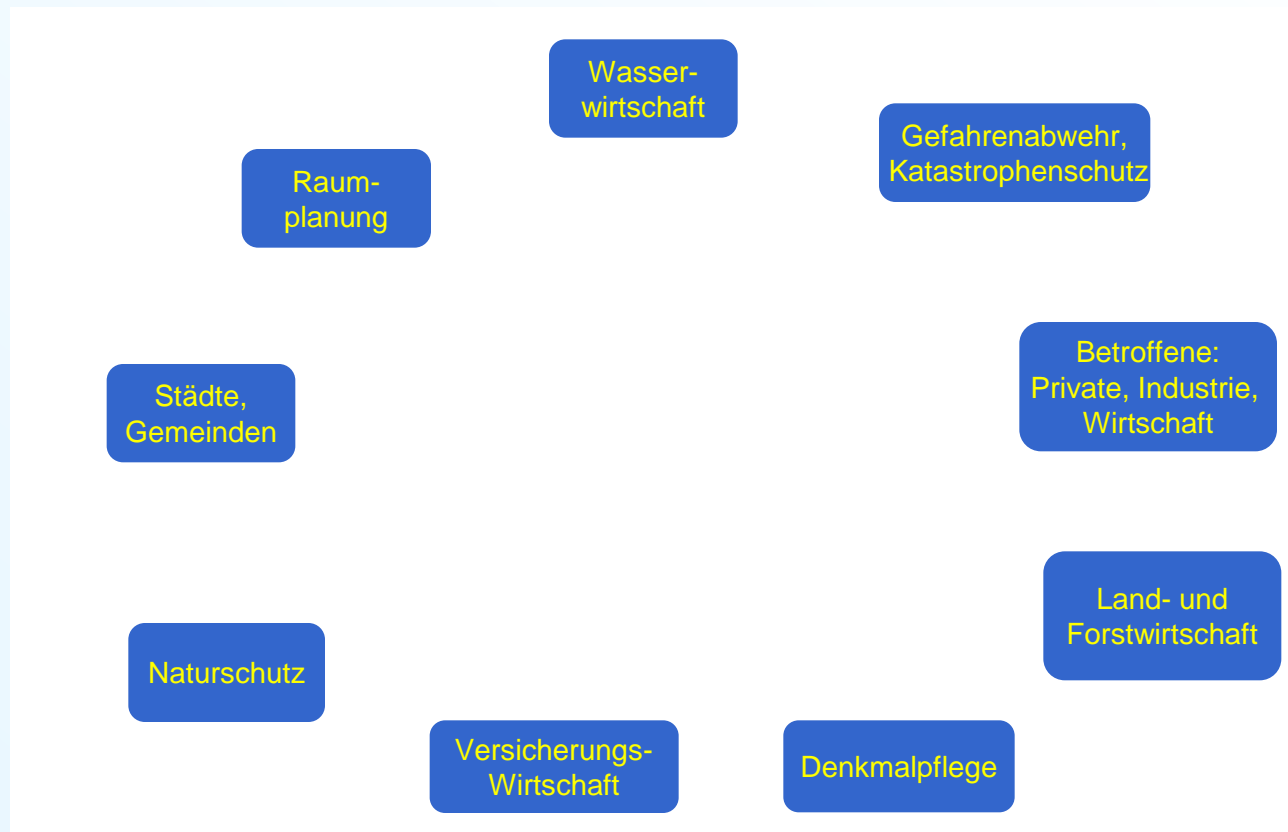 Wasser-
wirtschaft
Gefahrenabwehr,
Katastrophenschutz
Raum-
planung
Betroffene:
Private, Industrie,
Wirtschaft
Städte,
Gemeinden
Land- und
Forstwirtschaft
Naturschutz
Versicherungs-
Wirtschaft
Denkmalpflege